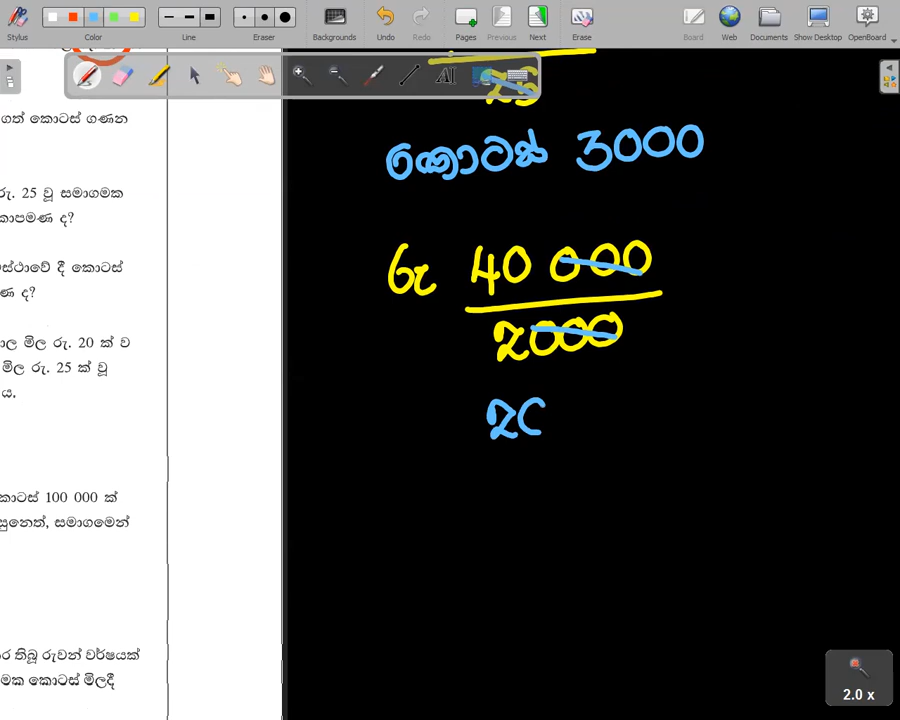 Stylus Color Line Eraser Backgrounds Undo Redo Pages Previous Next Erase Board Web Documents Show Desktop OpenBoard
ගත් කොටස් ගණන
රු. 25 වූ සමාගමක
කොපමණ ද?
ස්ථාවේ දී කොටස්
ණ ද?
ාල මිල රු. 20 ක් ව
මිල රු. 25 ක් වූ
ය.
කොටස් 100 000 ක්
සුනෙත්, සමාගමෙන්
ර තිබූ රුවන් වර්ෂයක්
මක කොටස් මිලදී
25
කොටස් 3000
රු 40 000
2000
20
2.0 x